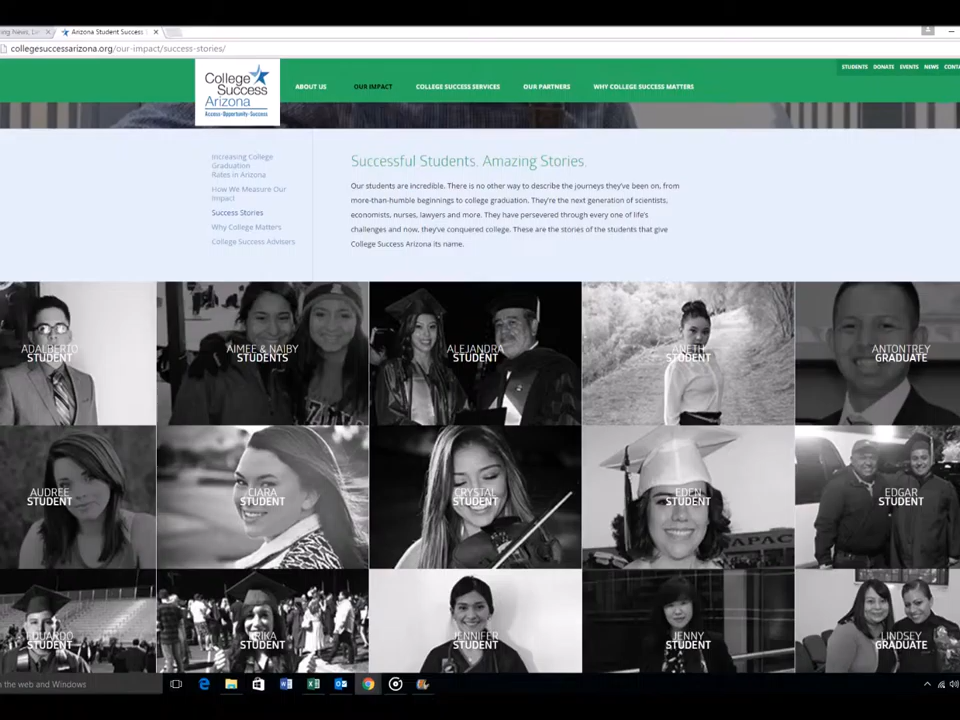 Arizona Student Success
collegesuccessarizona.org/our-impact/success-stories/
STUDENTS DONATE EVENTS NEWS
College
Success
Arizona
Access·Opportunity·Success
ABOUT US OUR IMPACT COLLEGE SUCCESS SERVICES OUR PARTNERS WHY COLLEGE SUCCESS MATTERS
Increasing College
Graduation
Rates in Arizona
How We Measure Our
Impact
Success Stories
Why College Matters
College Success Advisers
Successful Students. Amazing Stories.
Our students are incredible. There is no other way to describe the journeys they've been on, from
more-than-humble beginnings to college graduation. They're the next generation of scientists,
economists, nurses, lawyers and more. They have persevered through every one of life's
challenges and now, they've conquered college. These are the stories of the students that give
College Success Arizona its name.
ADALBERTO
STUDENT
AIMEE & NAIBY
STUDENTS
ALEJANDRA
STUDENT
ANETH
STUDENT
ANTONTREY
GRADUATE
AUDREE
STUDENT
CIARA
STUDENT
CRYSTAL
STUDENT
EDEN
STUDENT
APAC
EDGAR
STUDENT
EDUARDO
STUDENT
ERIKA
STUDENT
JENNIFER
STUDENT
JENNY
STUDENT
LINDSEY
GRADUATE
the web and Windows